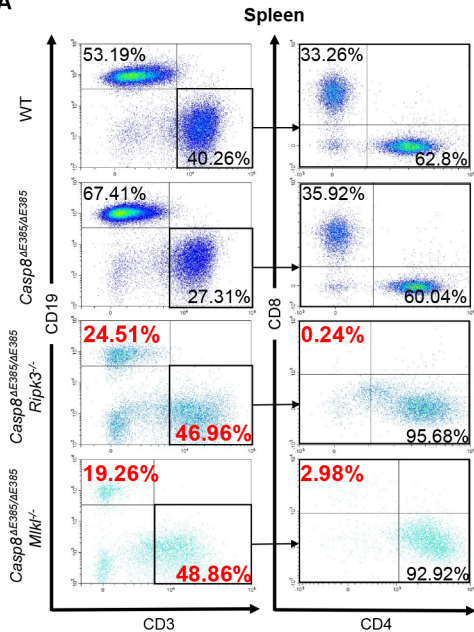 A
Spleen
WT
53.19%
40.26%
33.26%
62.8%
Casp8ΔE385/ΔE385
67.41%
27.31%
35.92%
60.04%
Casp8ΔE385/ΔE385
Ripk3-/-
24.51%
46.96%
0.24%
95.68%
Casp8ΔE385/ΔE385
Mlkl-/-
19.26%
48.86%
2.98%
92.92%
CD19
CD8
CD3
CD4